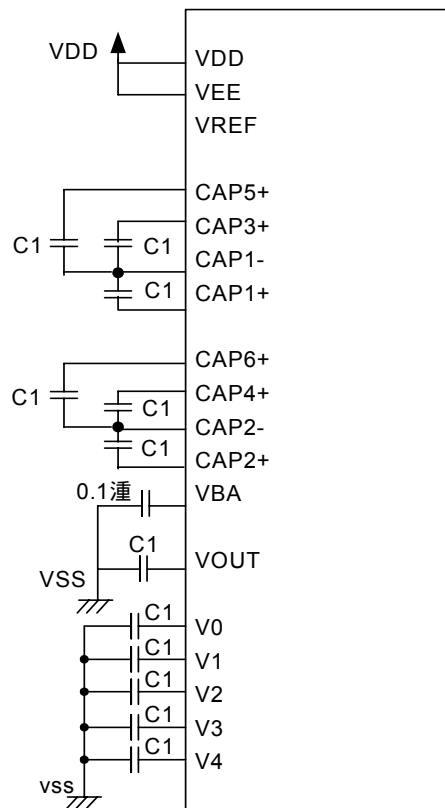 VDD
VDD
VEE
VREF
CAP5+
CAP3+
C1
C1
CAP1-
C1
CAP1+
CAP6+
CAP4+
C1
C1
CAP2-
C1
CAP2+
0.1湩
VBA
C1
VOUT
VSS
C1
V0
C1
V1
C1
V2
C1
V3
C1
V4
vss